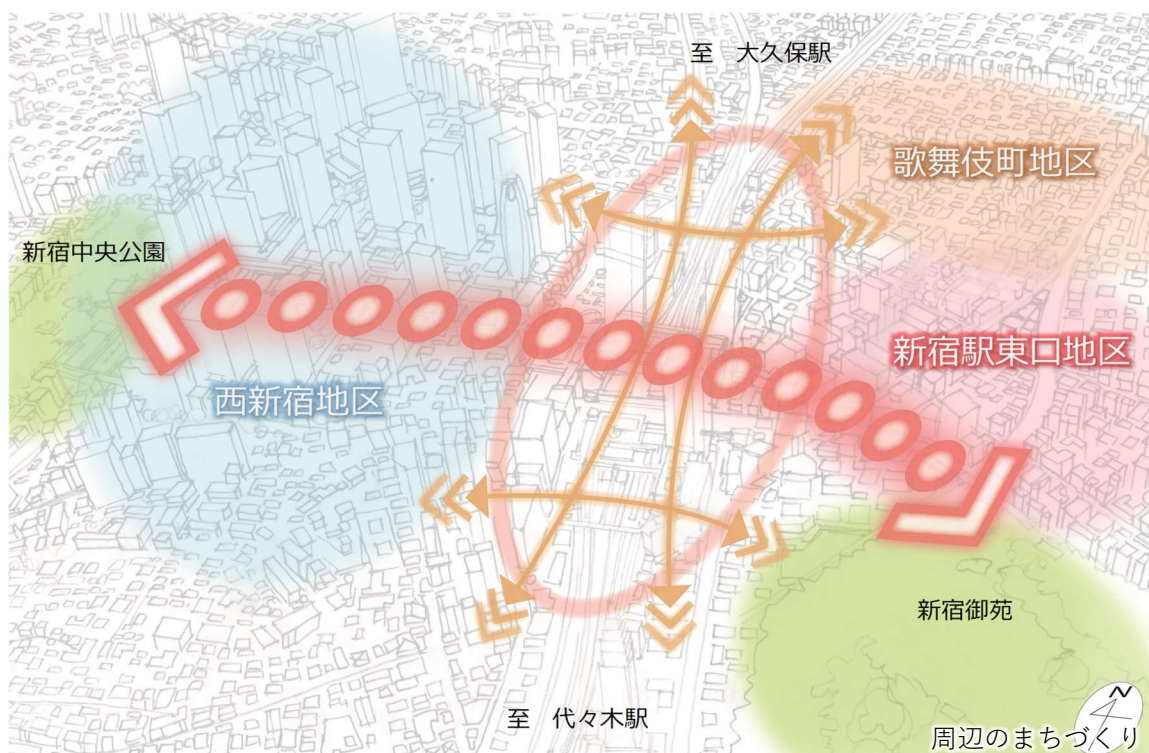 至　大久保駅
歌舞伎町地区
新宿中央公園
新宿駅東口地区
西新宿地区
新宿御苑
至　代々木駅
N
周辺のまちづくり